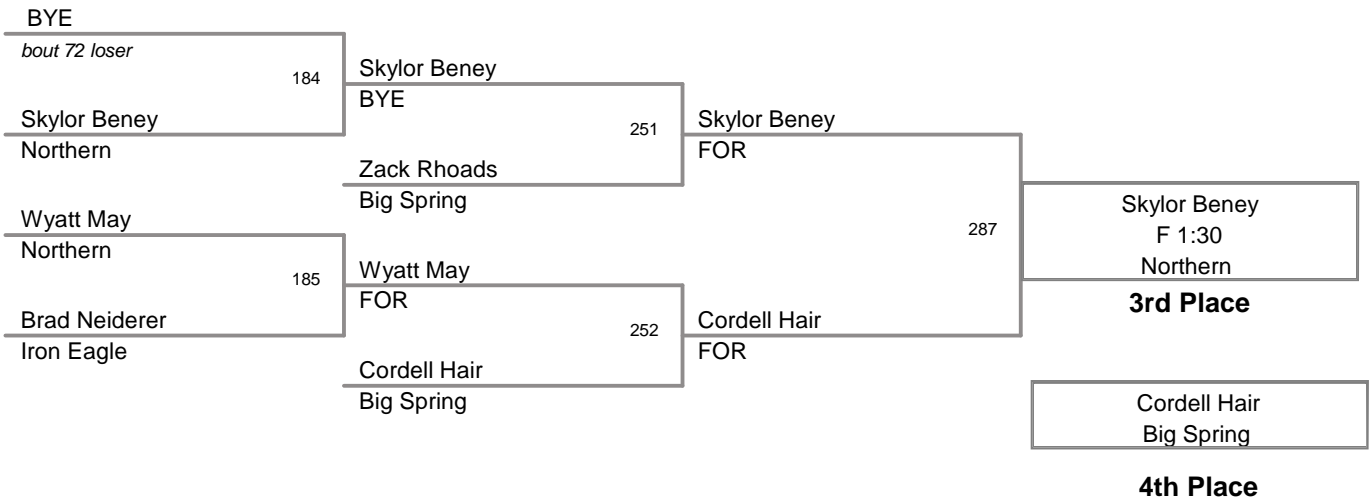 BYE
bout 72 loser
184
Skylor Beney
Northern
Skylor Beney
BYE
251
Zack Rhoads
Big Spring
Skylor Beney
FOR
Wyatt May
Northern
185
Brad Neiderer
Iron Eagle
Wyatt May
FOR
252
Cordell Hair
Big Spring
Cordell Hair
FOR
287
Skylor Beney
F 1:30
Northern
3rd Place
Cordell Hair
Big Spring
4th Place